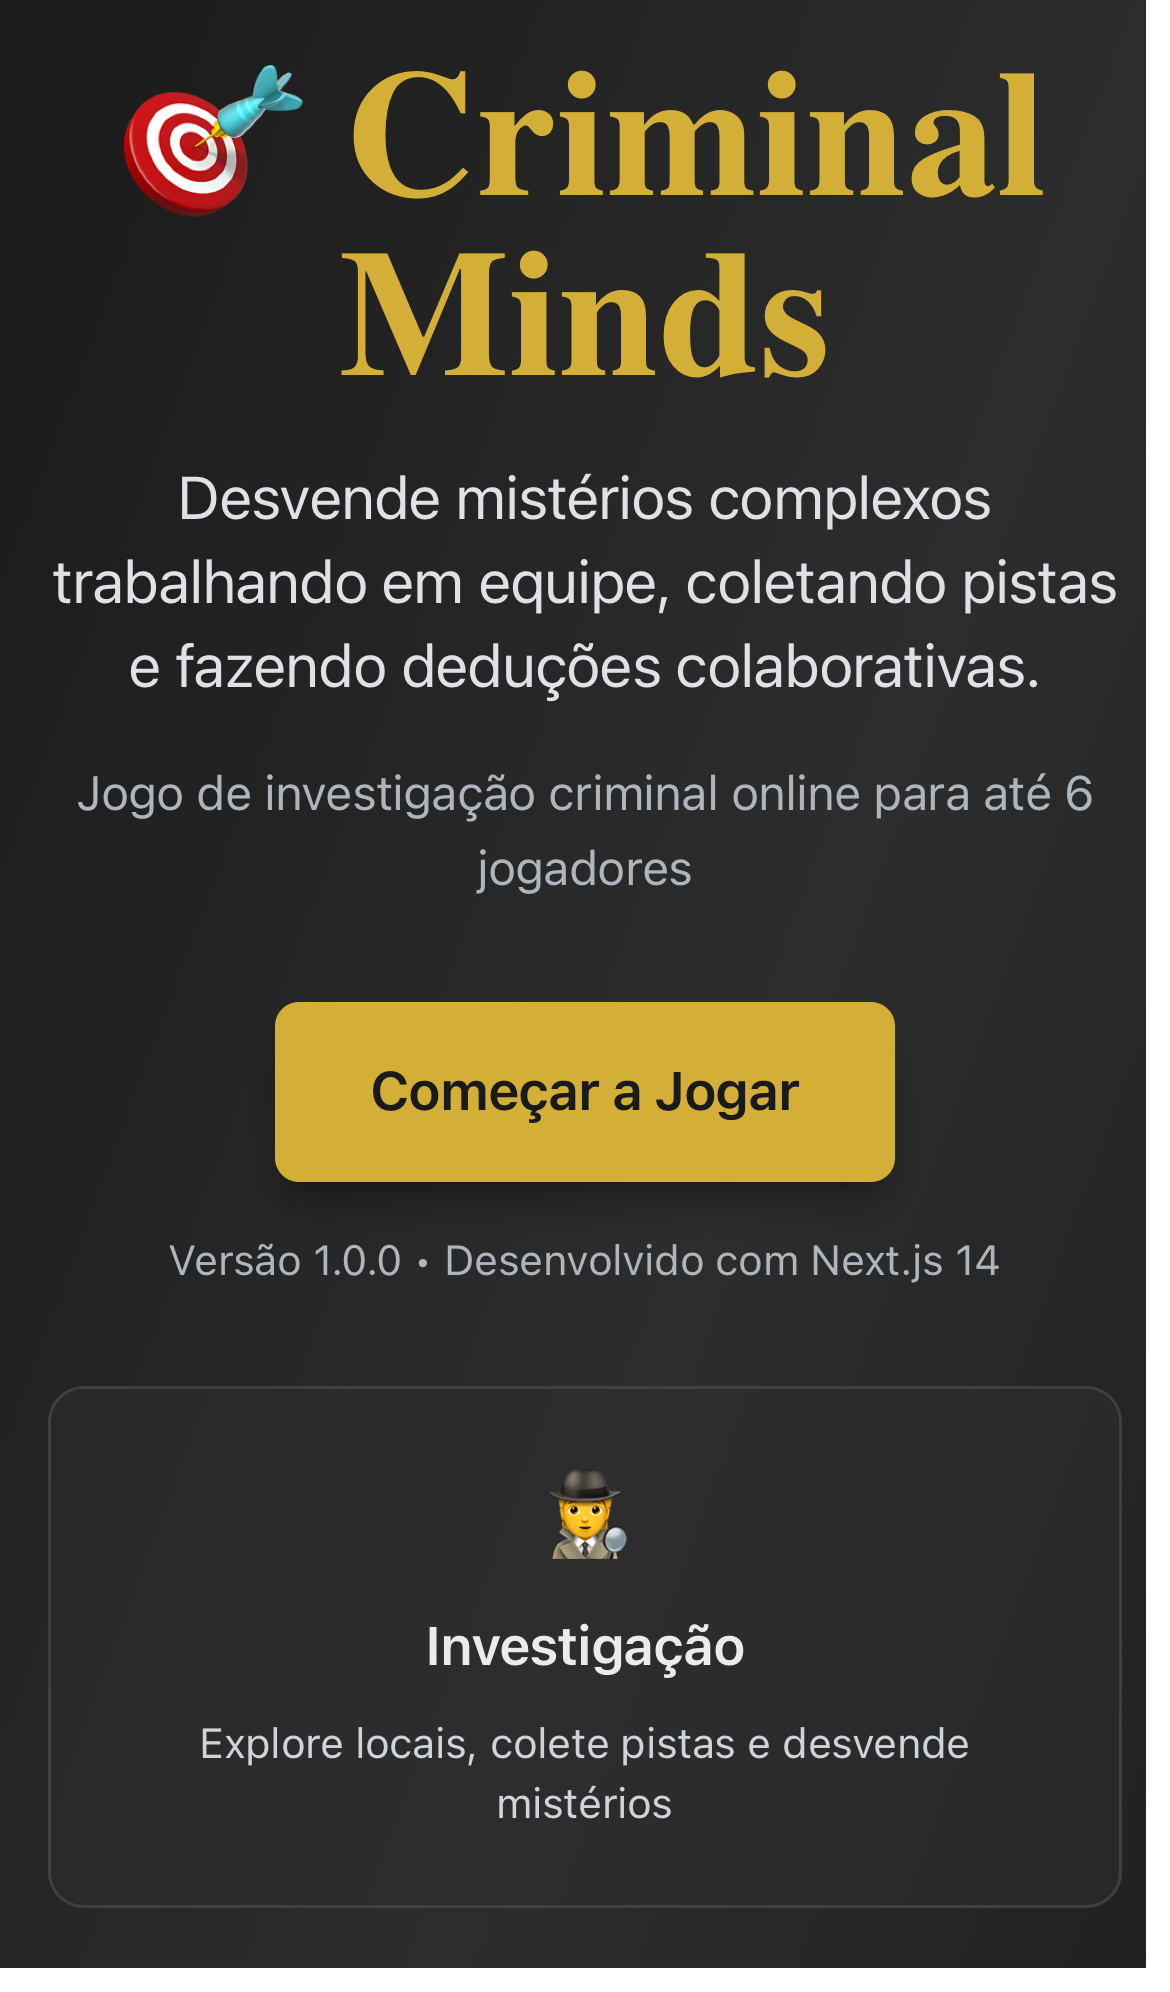 Criminal
Minds
Desvende mistérios complexos
trabalhando em equipe, coletando pistas
e fazendo deduções colaborativas.
Jogo de investigação criminal online para até 6
jogadores
Começar a Jogar
Versão 1.0.0 • Desenvolvido com Next.js 14
Investigação
Explore locais, colete pistas e desvende
mistérios